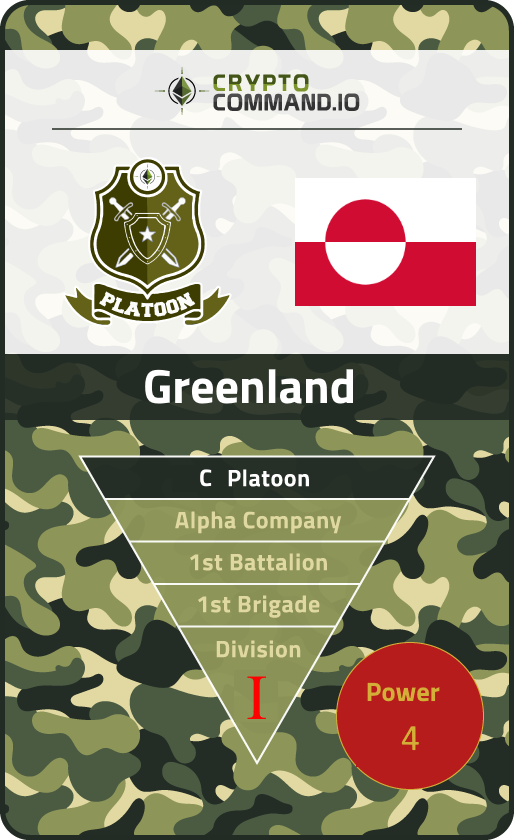 CRYPTO
COMMAND.IO
PLATOON
Greenland
C Platoon
Alpha Company
1st Battalion
1st Brigade
Division
I
Power
4